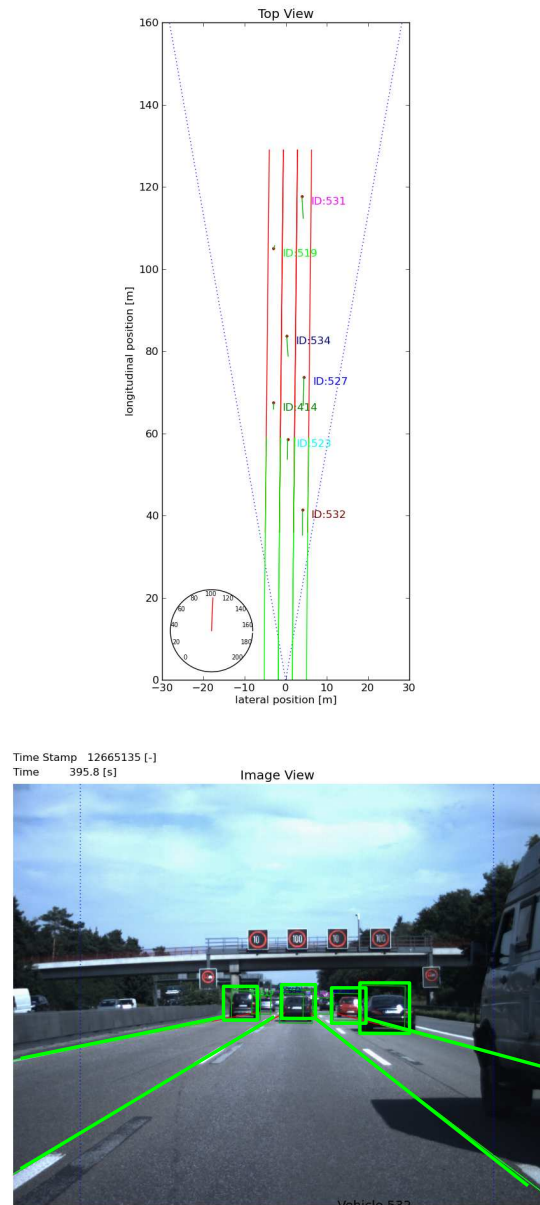 Top View
160
140
120
100
80
60
40
20
0
longitudinal position [m]
ID:531
ID:519
ID:534
ID:527
ID:414
ID:523
ID:532
0
20
40
60
80
100
120
140
160
180
200
−30
−20
−10
0
10
20
30
lateral position [m]
Time Stamp 12665135 [-]
Time 395.8 [s]
Image View
100
100
Vehicle 532